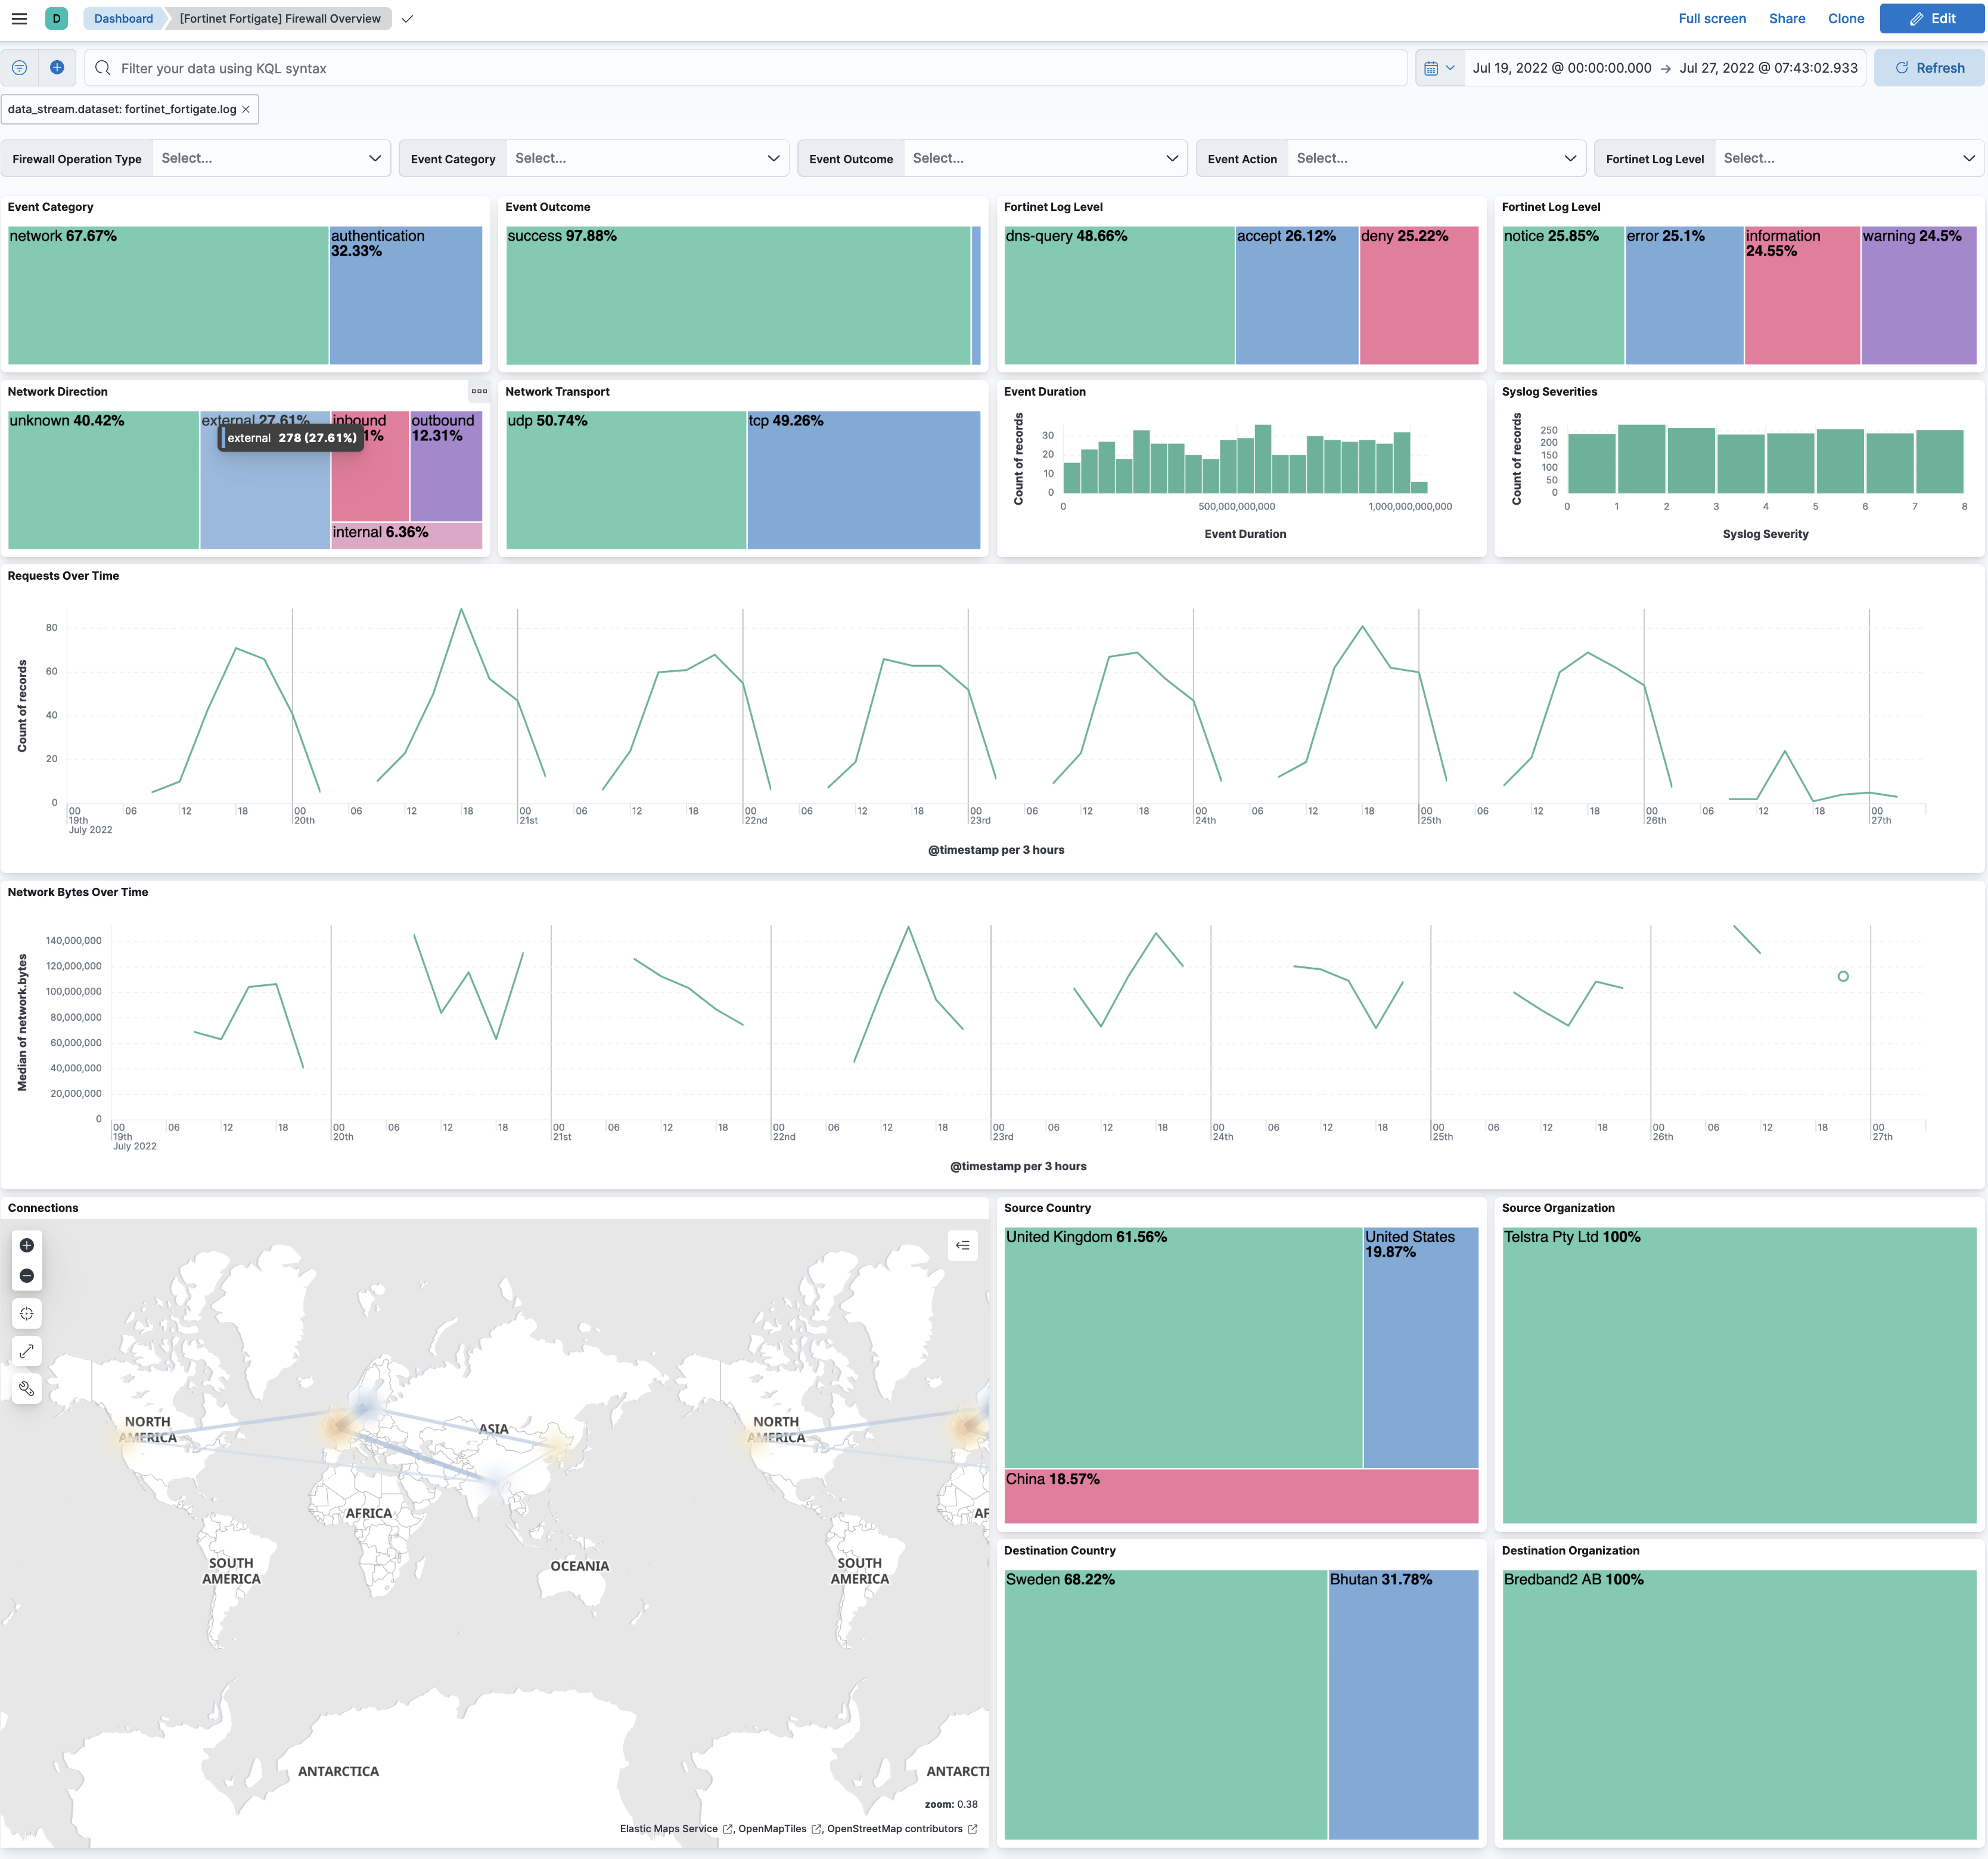 D Dashboard [Fortinet Fortigate] Firewall Overview Full screen Share Clone Edit
Filter your data using KQL syntax Jul 19, 2022 @ 00:00:00.000 → Jul 27, 2022 @ 07:43:02.933 Refresh
data_stream.dataset: fortinet_fortigate.log ×
Firewall Operation Type Select... Event Category Select... Event Outcome Select... Event Action Select... Fortinet Log Level Select...
Event Category
network 67.67%
authentication
32.33%
Event Outcome
success 97.88%
Fortinet Log Level
dns-query 48.66%
accept 26.12%
deny 25.22%
Fortinet Log Level
notice 25.85%
error 25.1%
information
24.55%
warning 24.5%
Network Direction
unknown 40.42%
external 27.61%
external 278 (27.61%)
inbound
1%
outbound
12.31%
internal 6.36%
Network Transport
udp 50.74%
tcp 49.26%
Event Duration
Count of records
30
20
10
0
0 500,000,000,000 1,000,000,000,000
Event Duration
Syslog Severities
Count of records
250
200
150
100
50
0
0 1 2 3 4 5 6 7 8
Syslog Severity
Requests Over Time
Count of records
80
60
40
20
0
00 06 12 18 00 06 12 18 00 06 12 18 00 06 12 18 00 06 12 18 00 06 12 18 00 06 12 18 00 06 12 18 00
19th 20th 21st 22nd 23rd 24th 25th 26th 27th
July 2022
@timestamp per 3 hours
Network Bytes Over Time
Median of network.bytes
140,000,000
120,000,000
100,000,000
80,000,000
60,000,000
40,000,000
20,000,000
0
00 06 12 18 00 06 12 18 00 06 12 18 00 06 12 18 00 06 12 18 00 06 12 18 00 06 12 18 00 06 12 18 00
19th 20th 21st 22nd 23rd 24th 25th 26th 27th
July 2022
@timestamp per 3 hours
Connections
NORTH
AMERICA
ASIA
NORTH
AMERICA
AFRICA
AF
SOUTH
AMERICA
OCEANIA
SOUTH
AMERICA
ANTARCTICA
ANTARCTI
zoom: 0.38
Elastic Maps Service , OpenMapTiles , OpenStreetMap contributors
Source Country
United Kingdom 61.56%
United States
19.87%
China 18.57%
Source Organization
Telstra Pty Ltd 100%
Destination Country
Sweden 68.22%
Bhutan 31.78%
Destination Organization
Bredband2 AB 100%